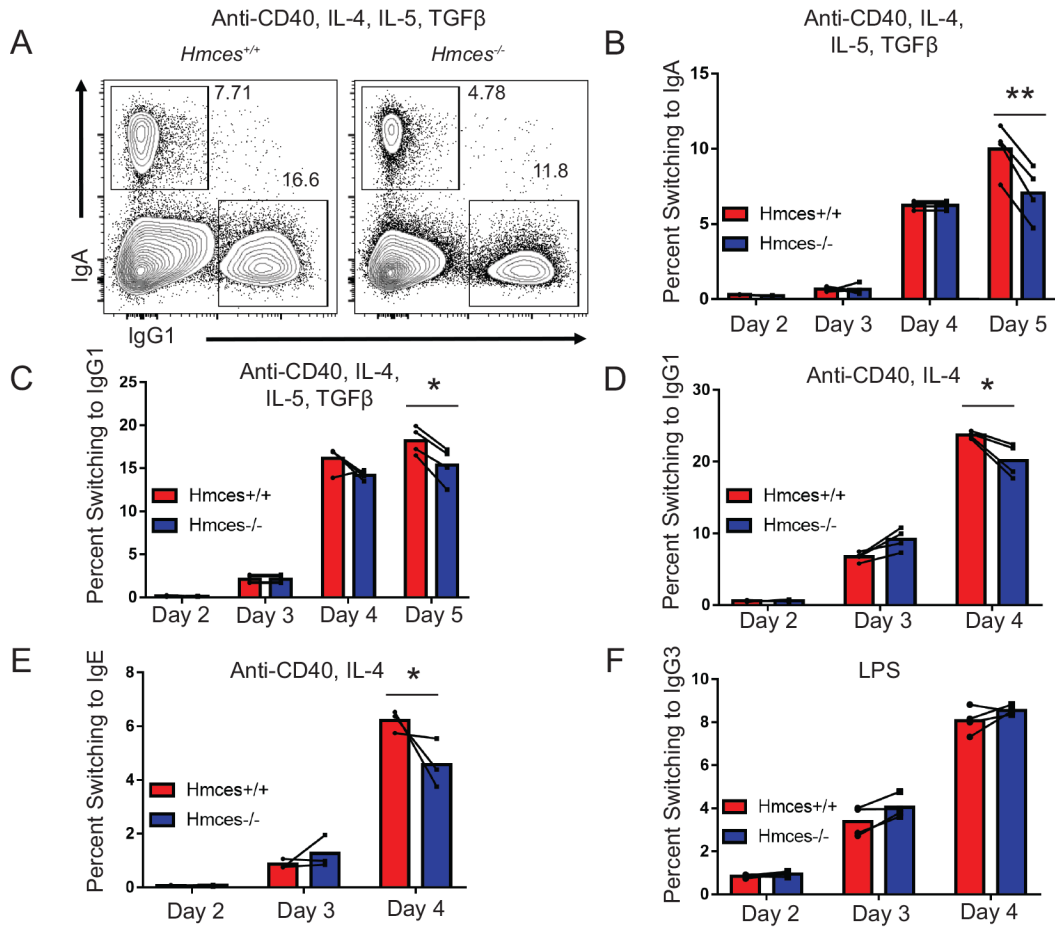 Anti-CD40, IL-4, IL-5, TGFβ
A
Hmces+/+
Hmces-/-
7.71
16.6
4.78
11.8
IgA
IgG1
B
Anti-CD40, IL-4,
IL-5, TGFβ
Percent Switching to IgA
15
10
5
0
**
Hmces+/+
Hmces-/-
Day 2
Day 3
Day 4
Day 5
C
Anti-CD40, IL-4,
IL-5, TGFβ
Percent Switching to IgG1
25
20
15
10
5
0
*
Hmces+/+
Hmces-/-
Day 2
Day 3
Day 4
Day 5
D
Anti-CD40, IL-4
Percent Switching to IgG1
30
20
10
0
*
Hmces+/+
Hmces-/-
Day 2
Day 3
Day 4
E
Anti-CD40, IL-4
Percent Switching to IgE
8
6
4
2
0
*
Hmces+/+
Hmces-/-
Day 2
Day 3
Day 4
F
LPS
Percent Switching to IgG3
10
8
6
4
2
0
Hmces+/+
Hmces-/-
Day 2
Day 3
Day 4